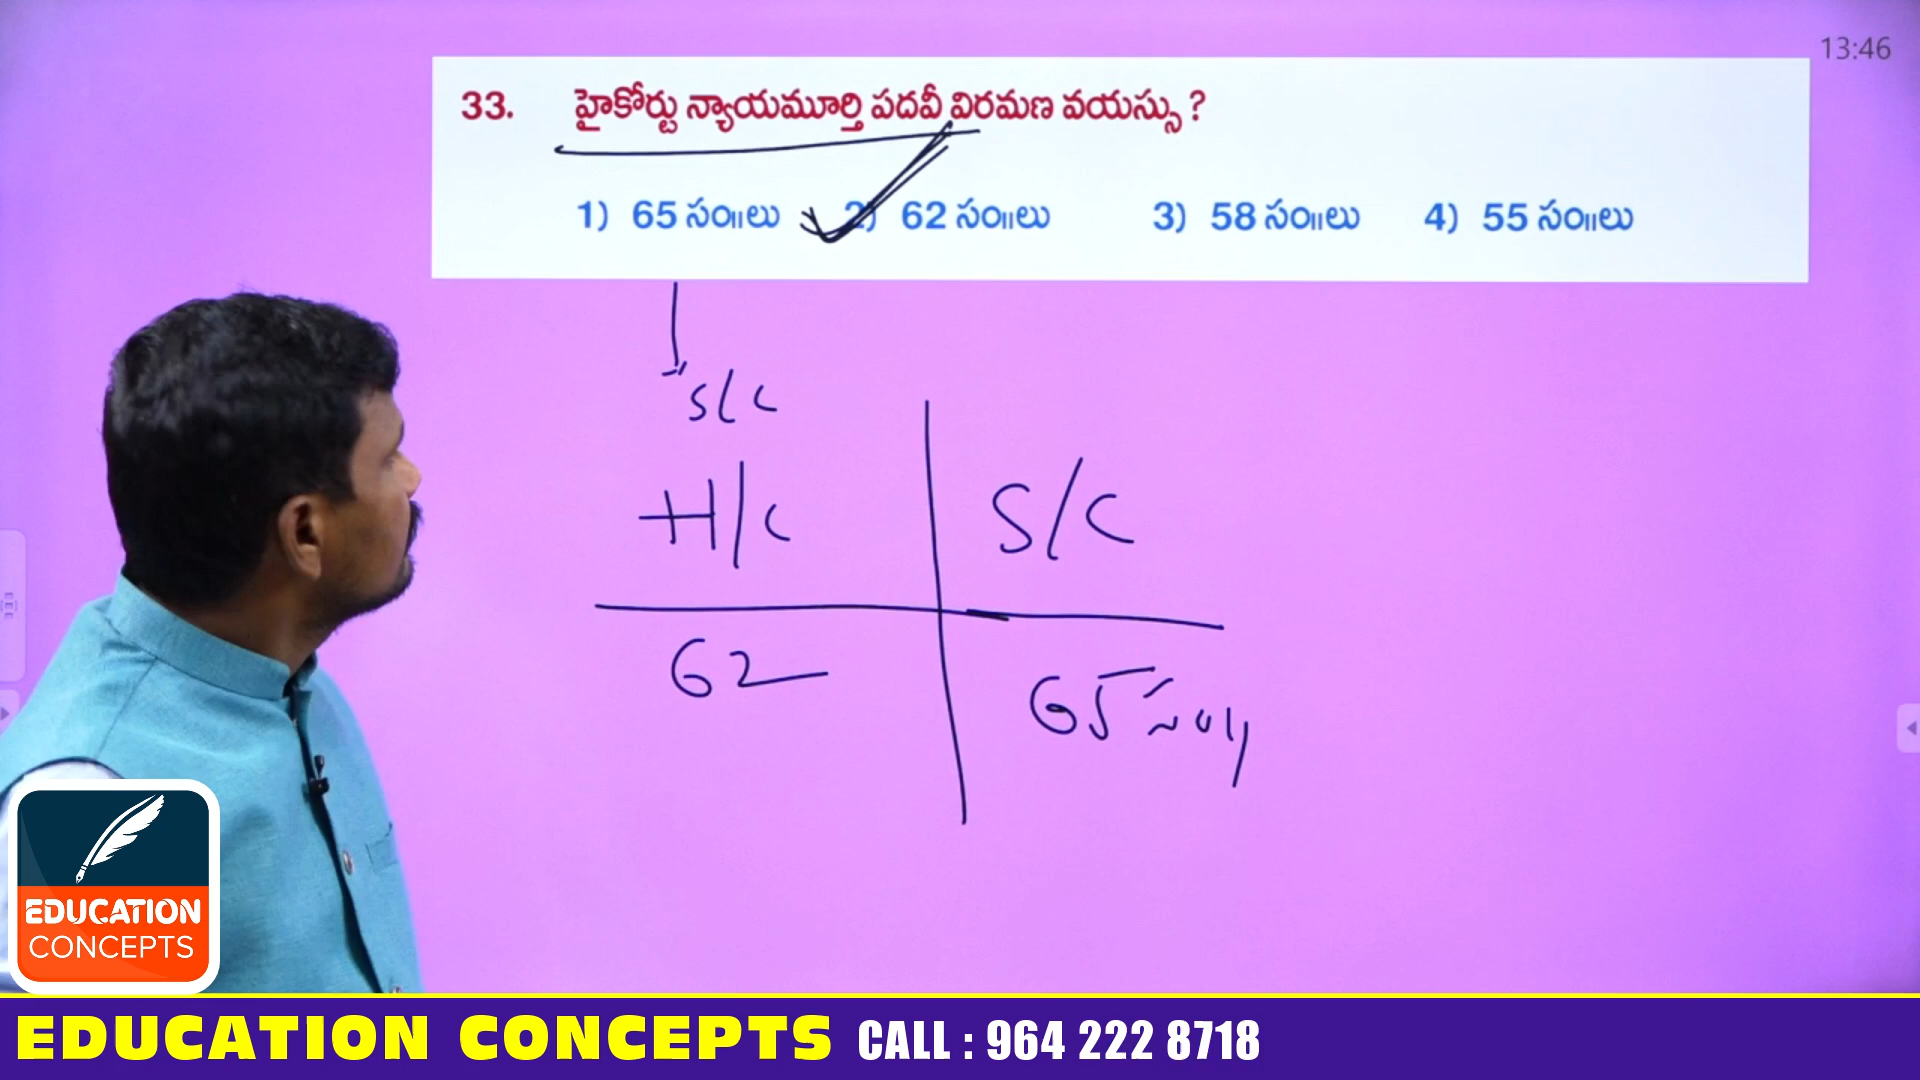 13:46
33. హైకోర్టు న్యాయమూర్తి పదవీ విరమణ వయస్సు ?
1) 65 సం॥లు 2) 62 సం॥లు 3) 58 సం॥లు 4) 55 సం॥లు
S/C
H/C S/C
62 65
EDUCATION
CONCEPTS
EDUCATION CONCEPTS CALL : 964 222 8718